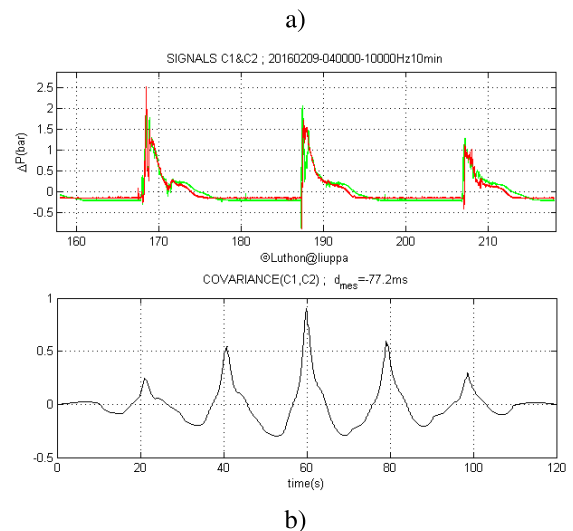 a)
SIGNALS C1&C2 ; 20160209-040000-10000Hz10min
ΔP(bar)
2.5
2
1.5
1
0.5
0
-0.5
160 170 180 190 200 210
©Luthon@liuppa
COVARIANCE(C1,C2) ; d_mes=-77.2ms
1
0.5
0
-0.5
0 20 40 60 80 100 120
time(s)
b)